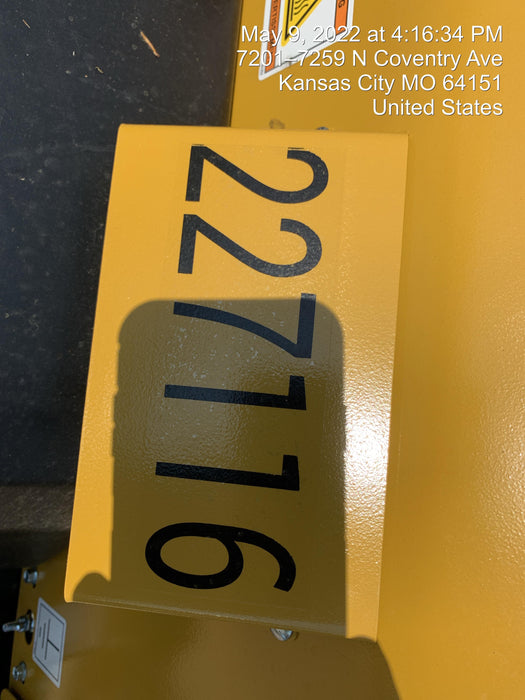 May 9, 2022 at 4:16:34 PM
7201–7259 N Coventry Ave
Kansas City MO 64151
United States
227116